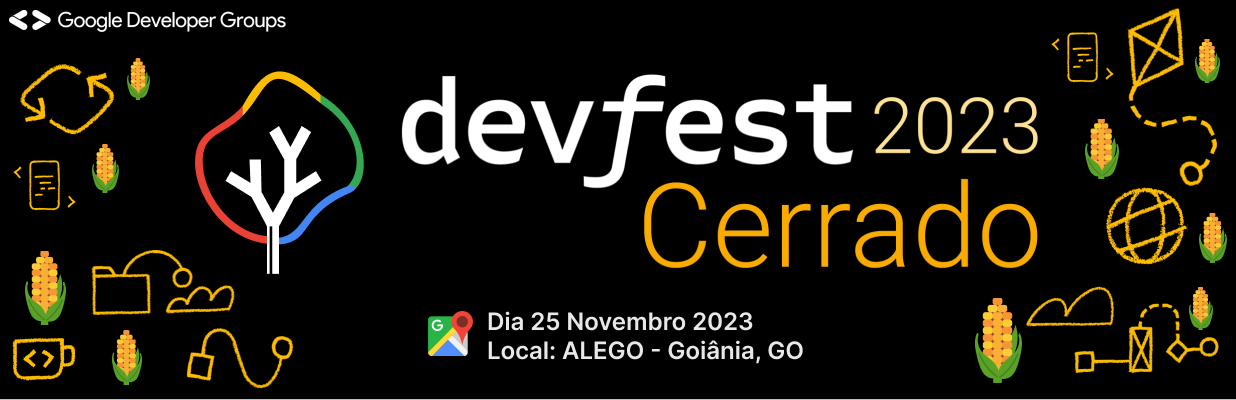 Google Developer Groups
devfest 2023
Cerrado
Dia 25 Novembro 2023
Local: ALEGO - Goiânia, GO